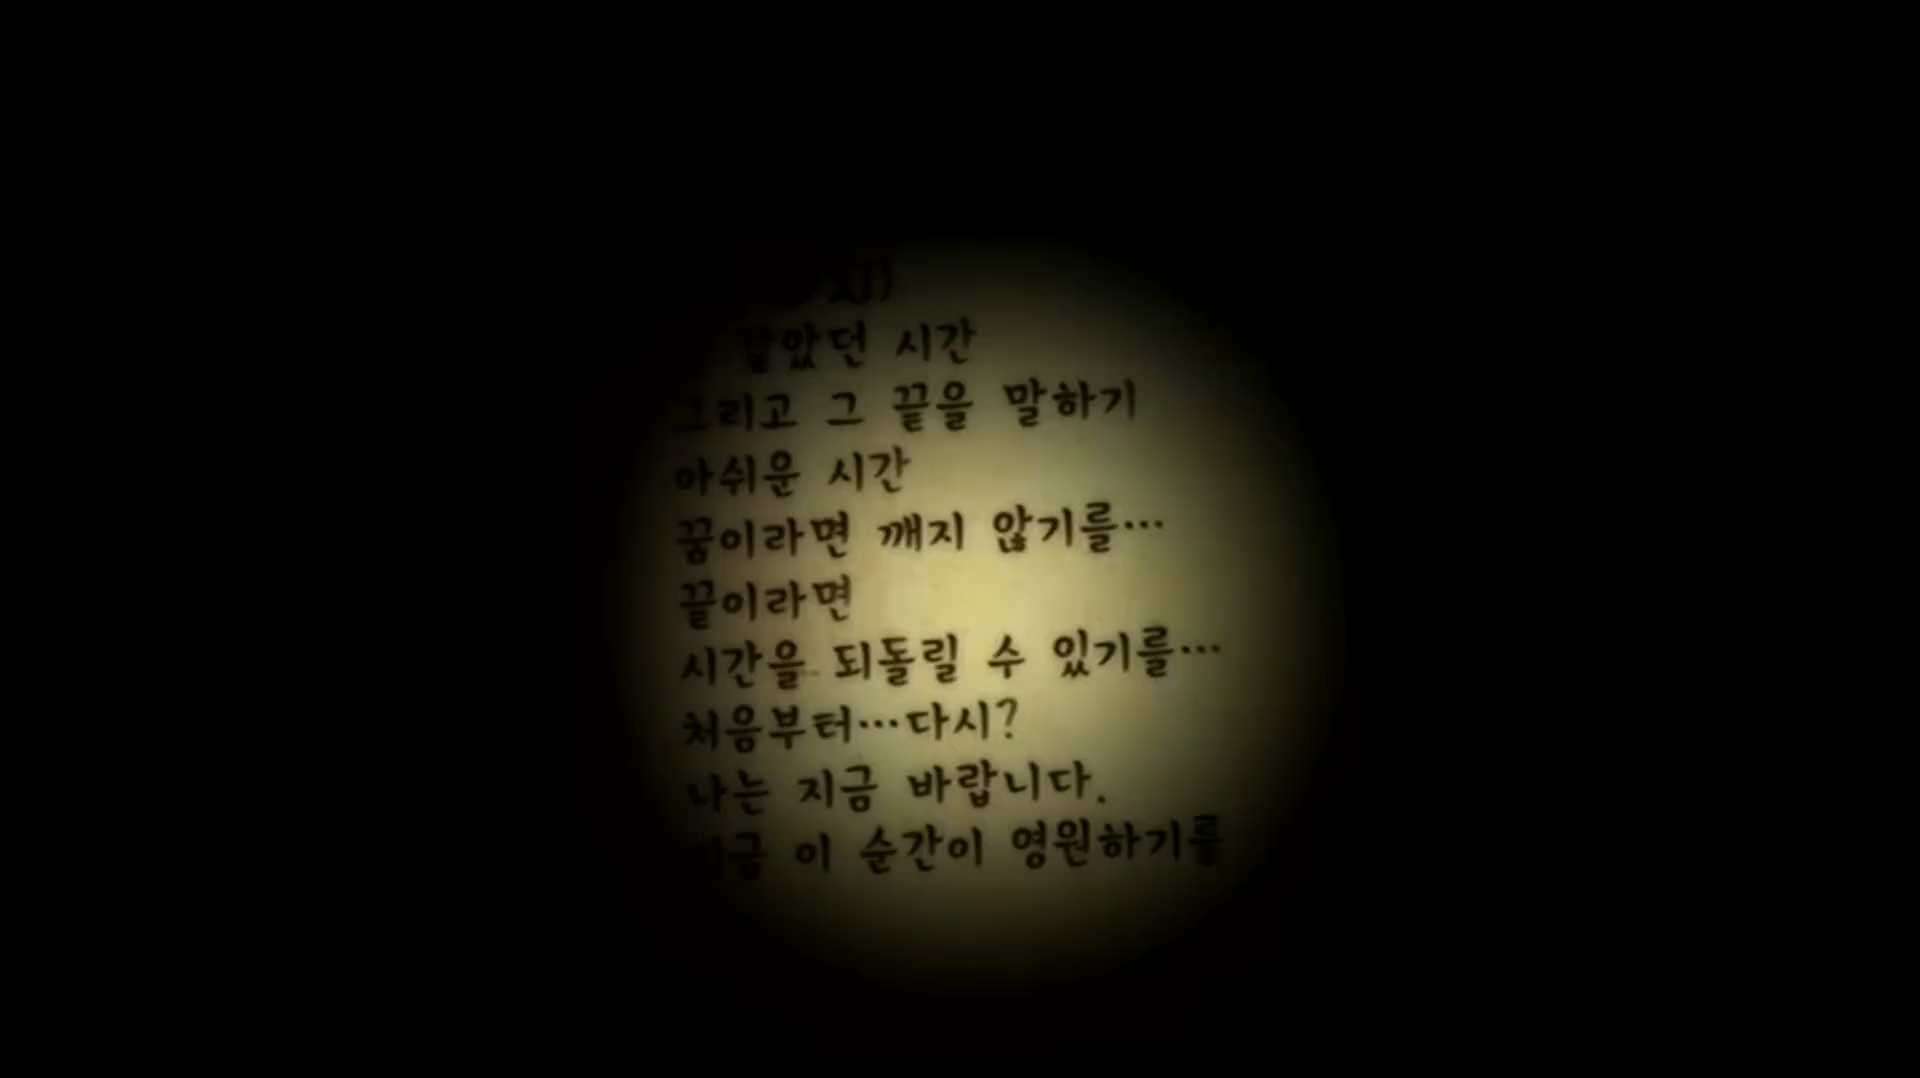 같았던 시간
그리고 그 끝을 말하기
아쉬운 시간
꿈이라면 깨지 않기를…
끝이라면
시간을 되돌릴 수 있기를…
처음부터…다시?
나는 지금 바랍니다.
지금 이 순간이 영원하기를